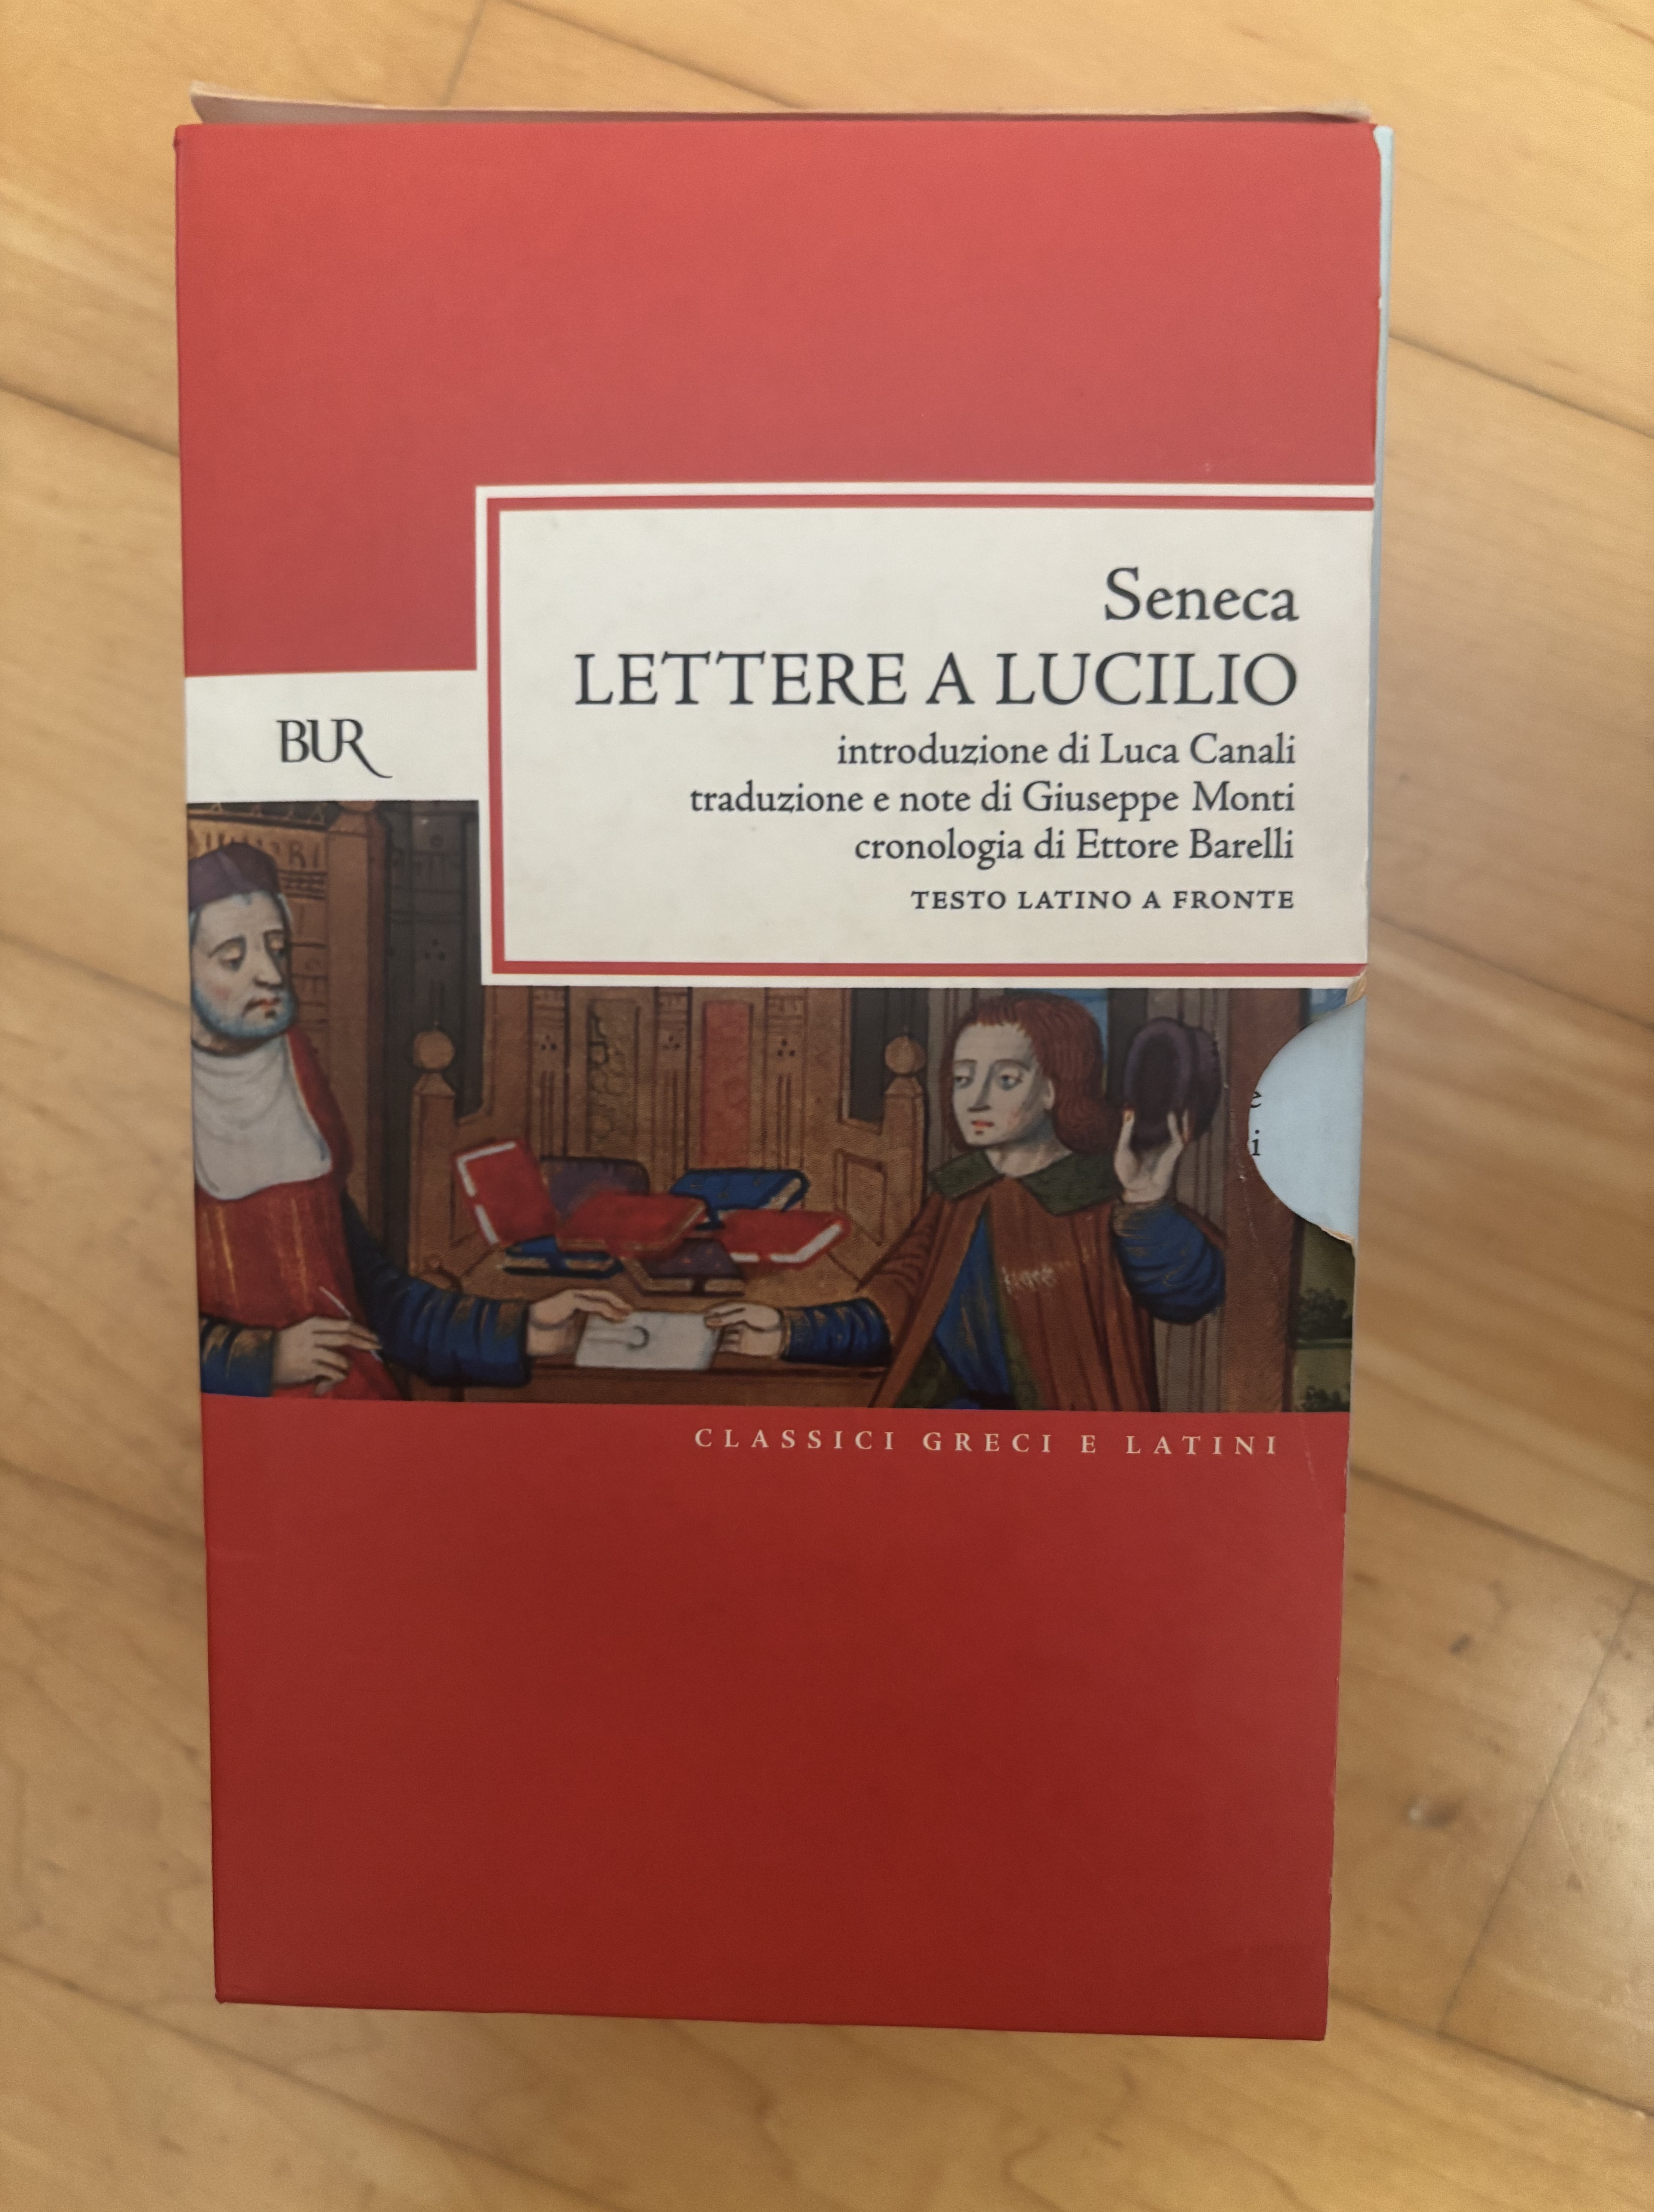 Seneca
LETTERE A LUCILIO
introduzione di Luca Canali
traduzione e note di Giuseppe Monti
cronologia di Ettore Barelli
TESTO LATINO A FRONTE
BUR
e
i
CLASSICI GRECI E LATINI